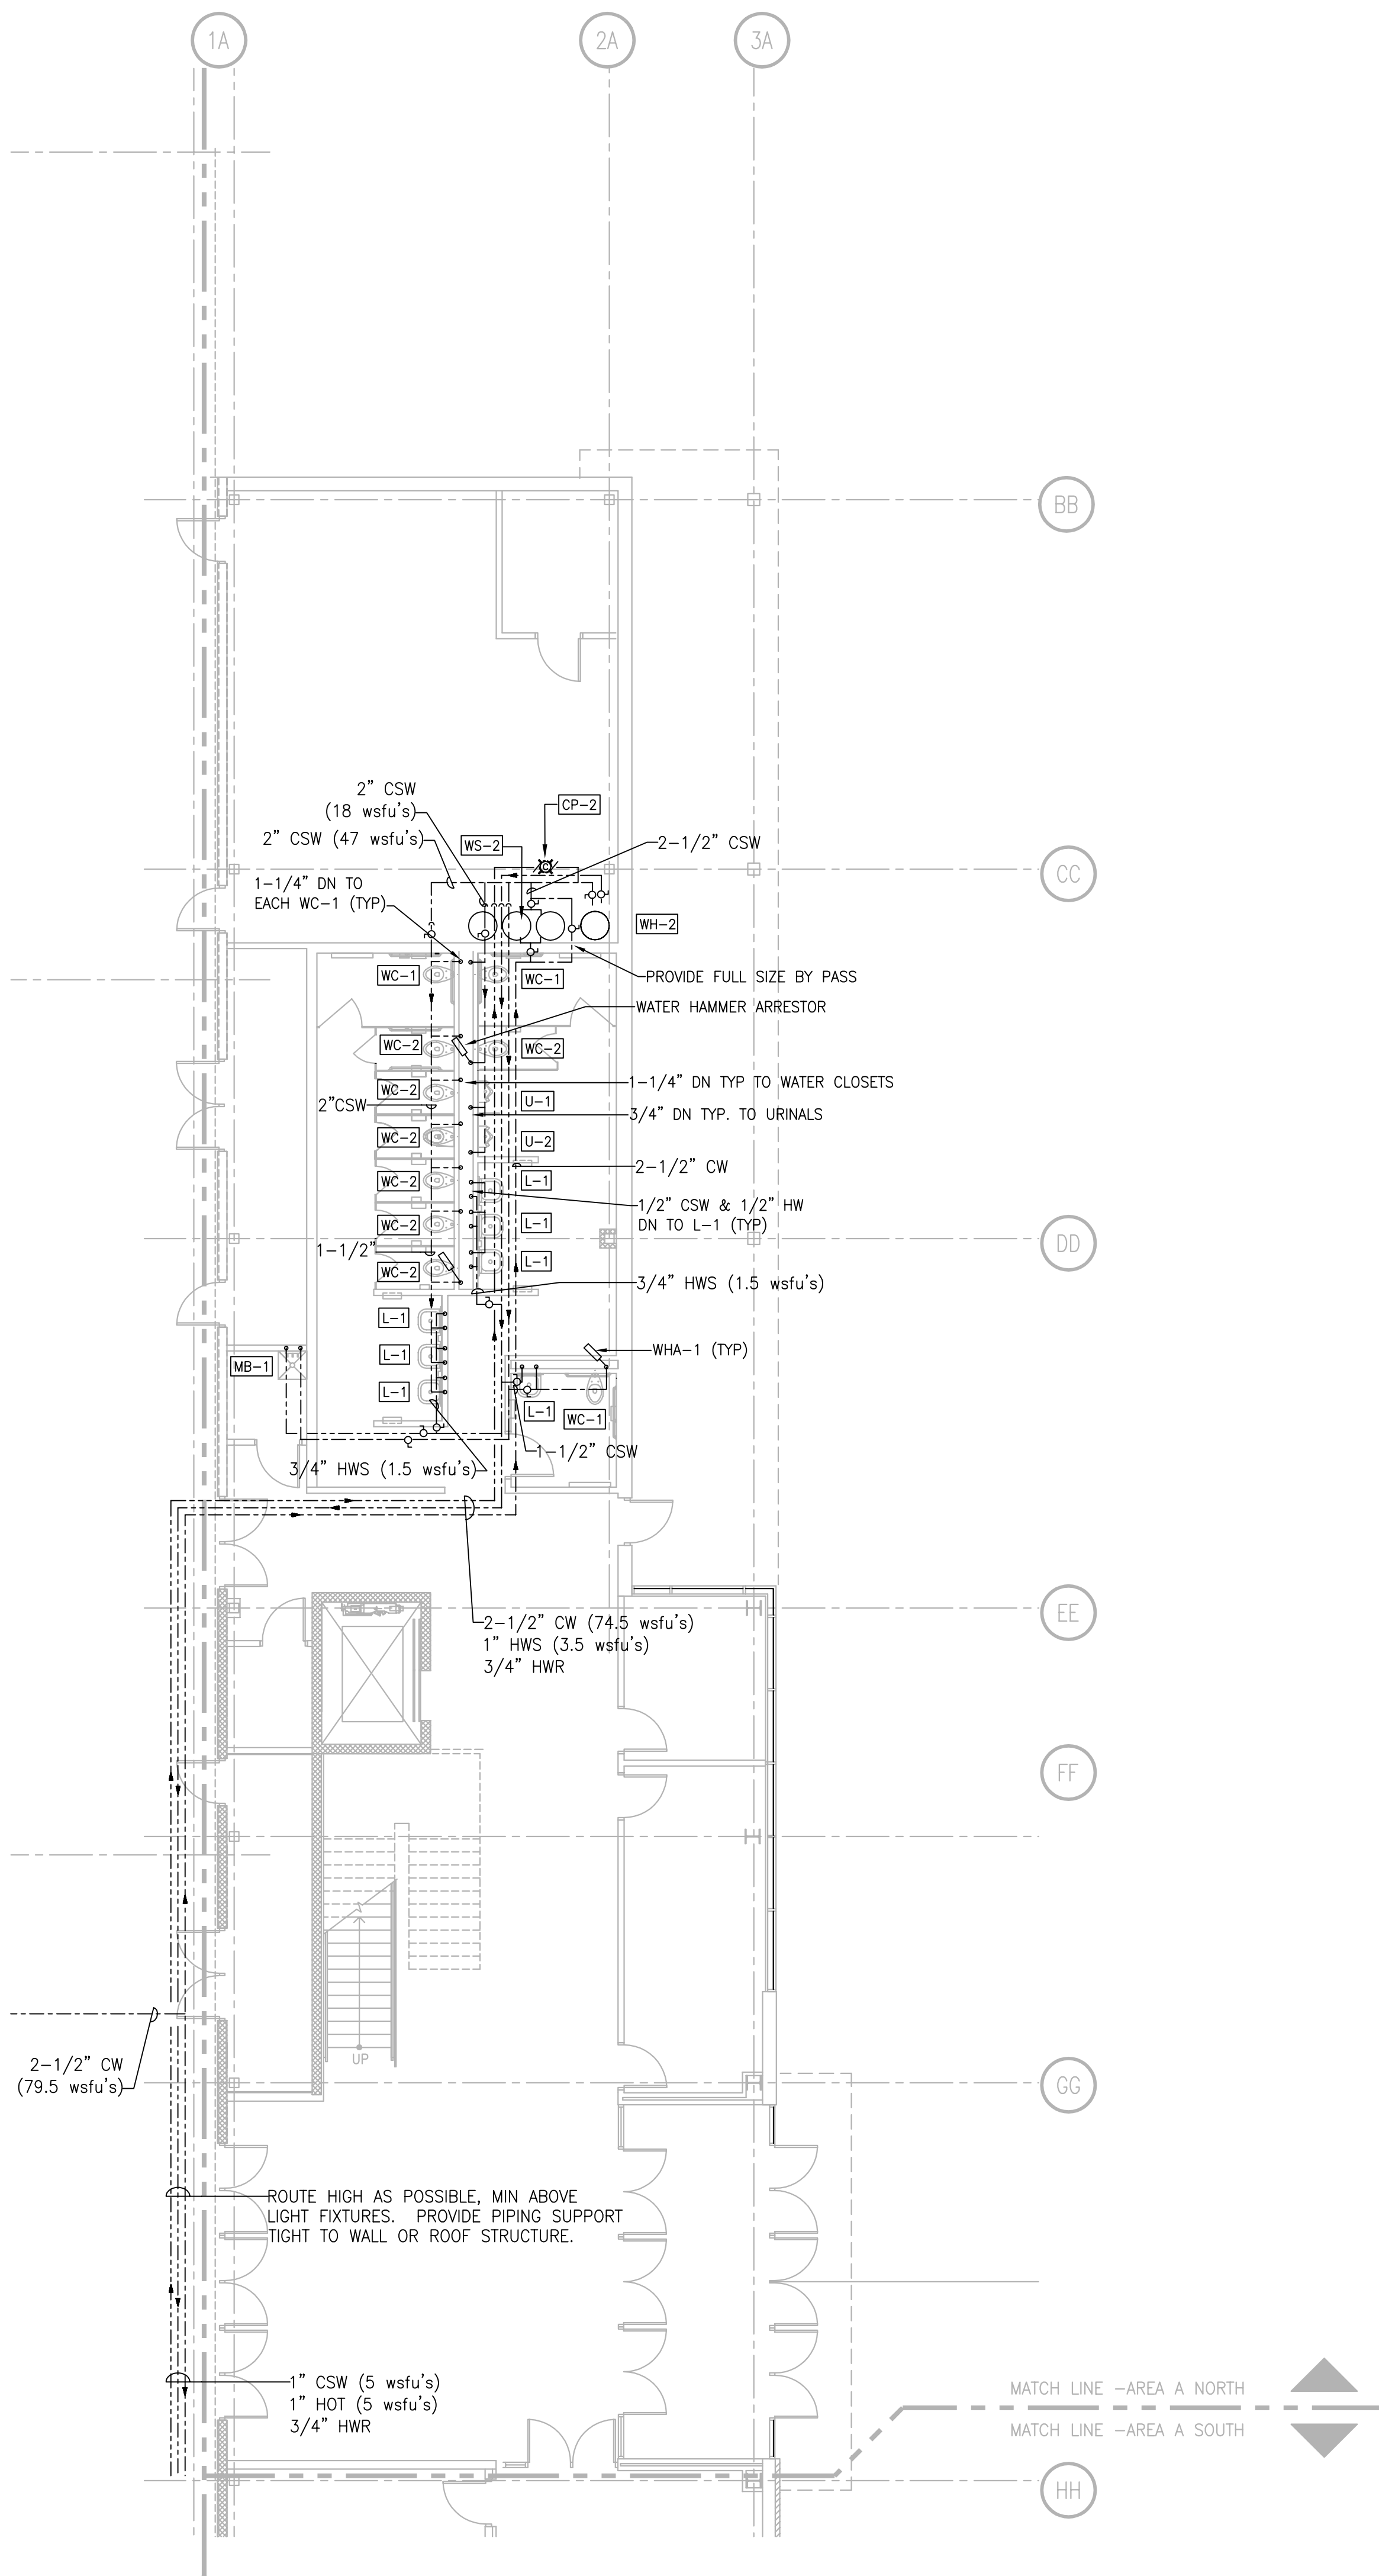 1A
2A
3A
BB
2" CSW
(18 wsfu's)
CP-2
2" CSW (47 wsfu's)
WS-2
2-1/2" CSW
CC
1-1/4" DN TO
EACH WC-1 (TYP)
WH-2
WC-1
WC-1
PROVIDE FULL SIZE BY PASS
WATER HAMMER ARRESTOR
WC-2
WC-2
WC-2
1-1/4" DN TYP TO WATER CLOSETS
2"CSW
U-1
3/4" DN TYP. TO URINALS
WC-2
U-2
2-1/2" CW
WC-2
L-1
1/2" CSW & 1/2" HW
DN TO L-1 (TYP)
WC-2
L-1
DD
1-1/2"
WC-2
L-1
3/4" HWS (1.5 wsfu's)
L-1
L-1
WHA-1 (TYP)
MB-1
L-1
L-1
WC-1
1-1/2" CSW
3/4" HWS (1.5 wsfu's)
EE
2-1/2" CW (74.5 wsfu's)
1" HWS (3.5 wsfu's)
3/4" HWR
FF
UP
2-1/2" CW
(79.5 wsfu's)
GG
ROUTE HIGH AS POSSIBLE, MIN ABOVE
LIGHT FIXTURES. PROVIDE PIPING SUPPORT
TIGHT TO WALL OR ROOF STRUCTURE.
1" CSW (5 wsfu's)
1" HOT (5 wsfu's)
3/4" HWR
MATCH LINE -AREA A NORTH
MATCH LINE -AREA A SOUTH
HH